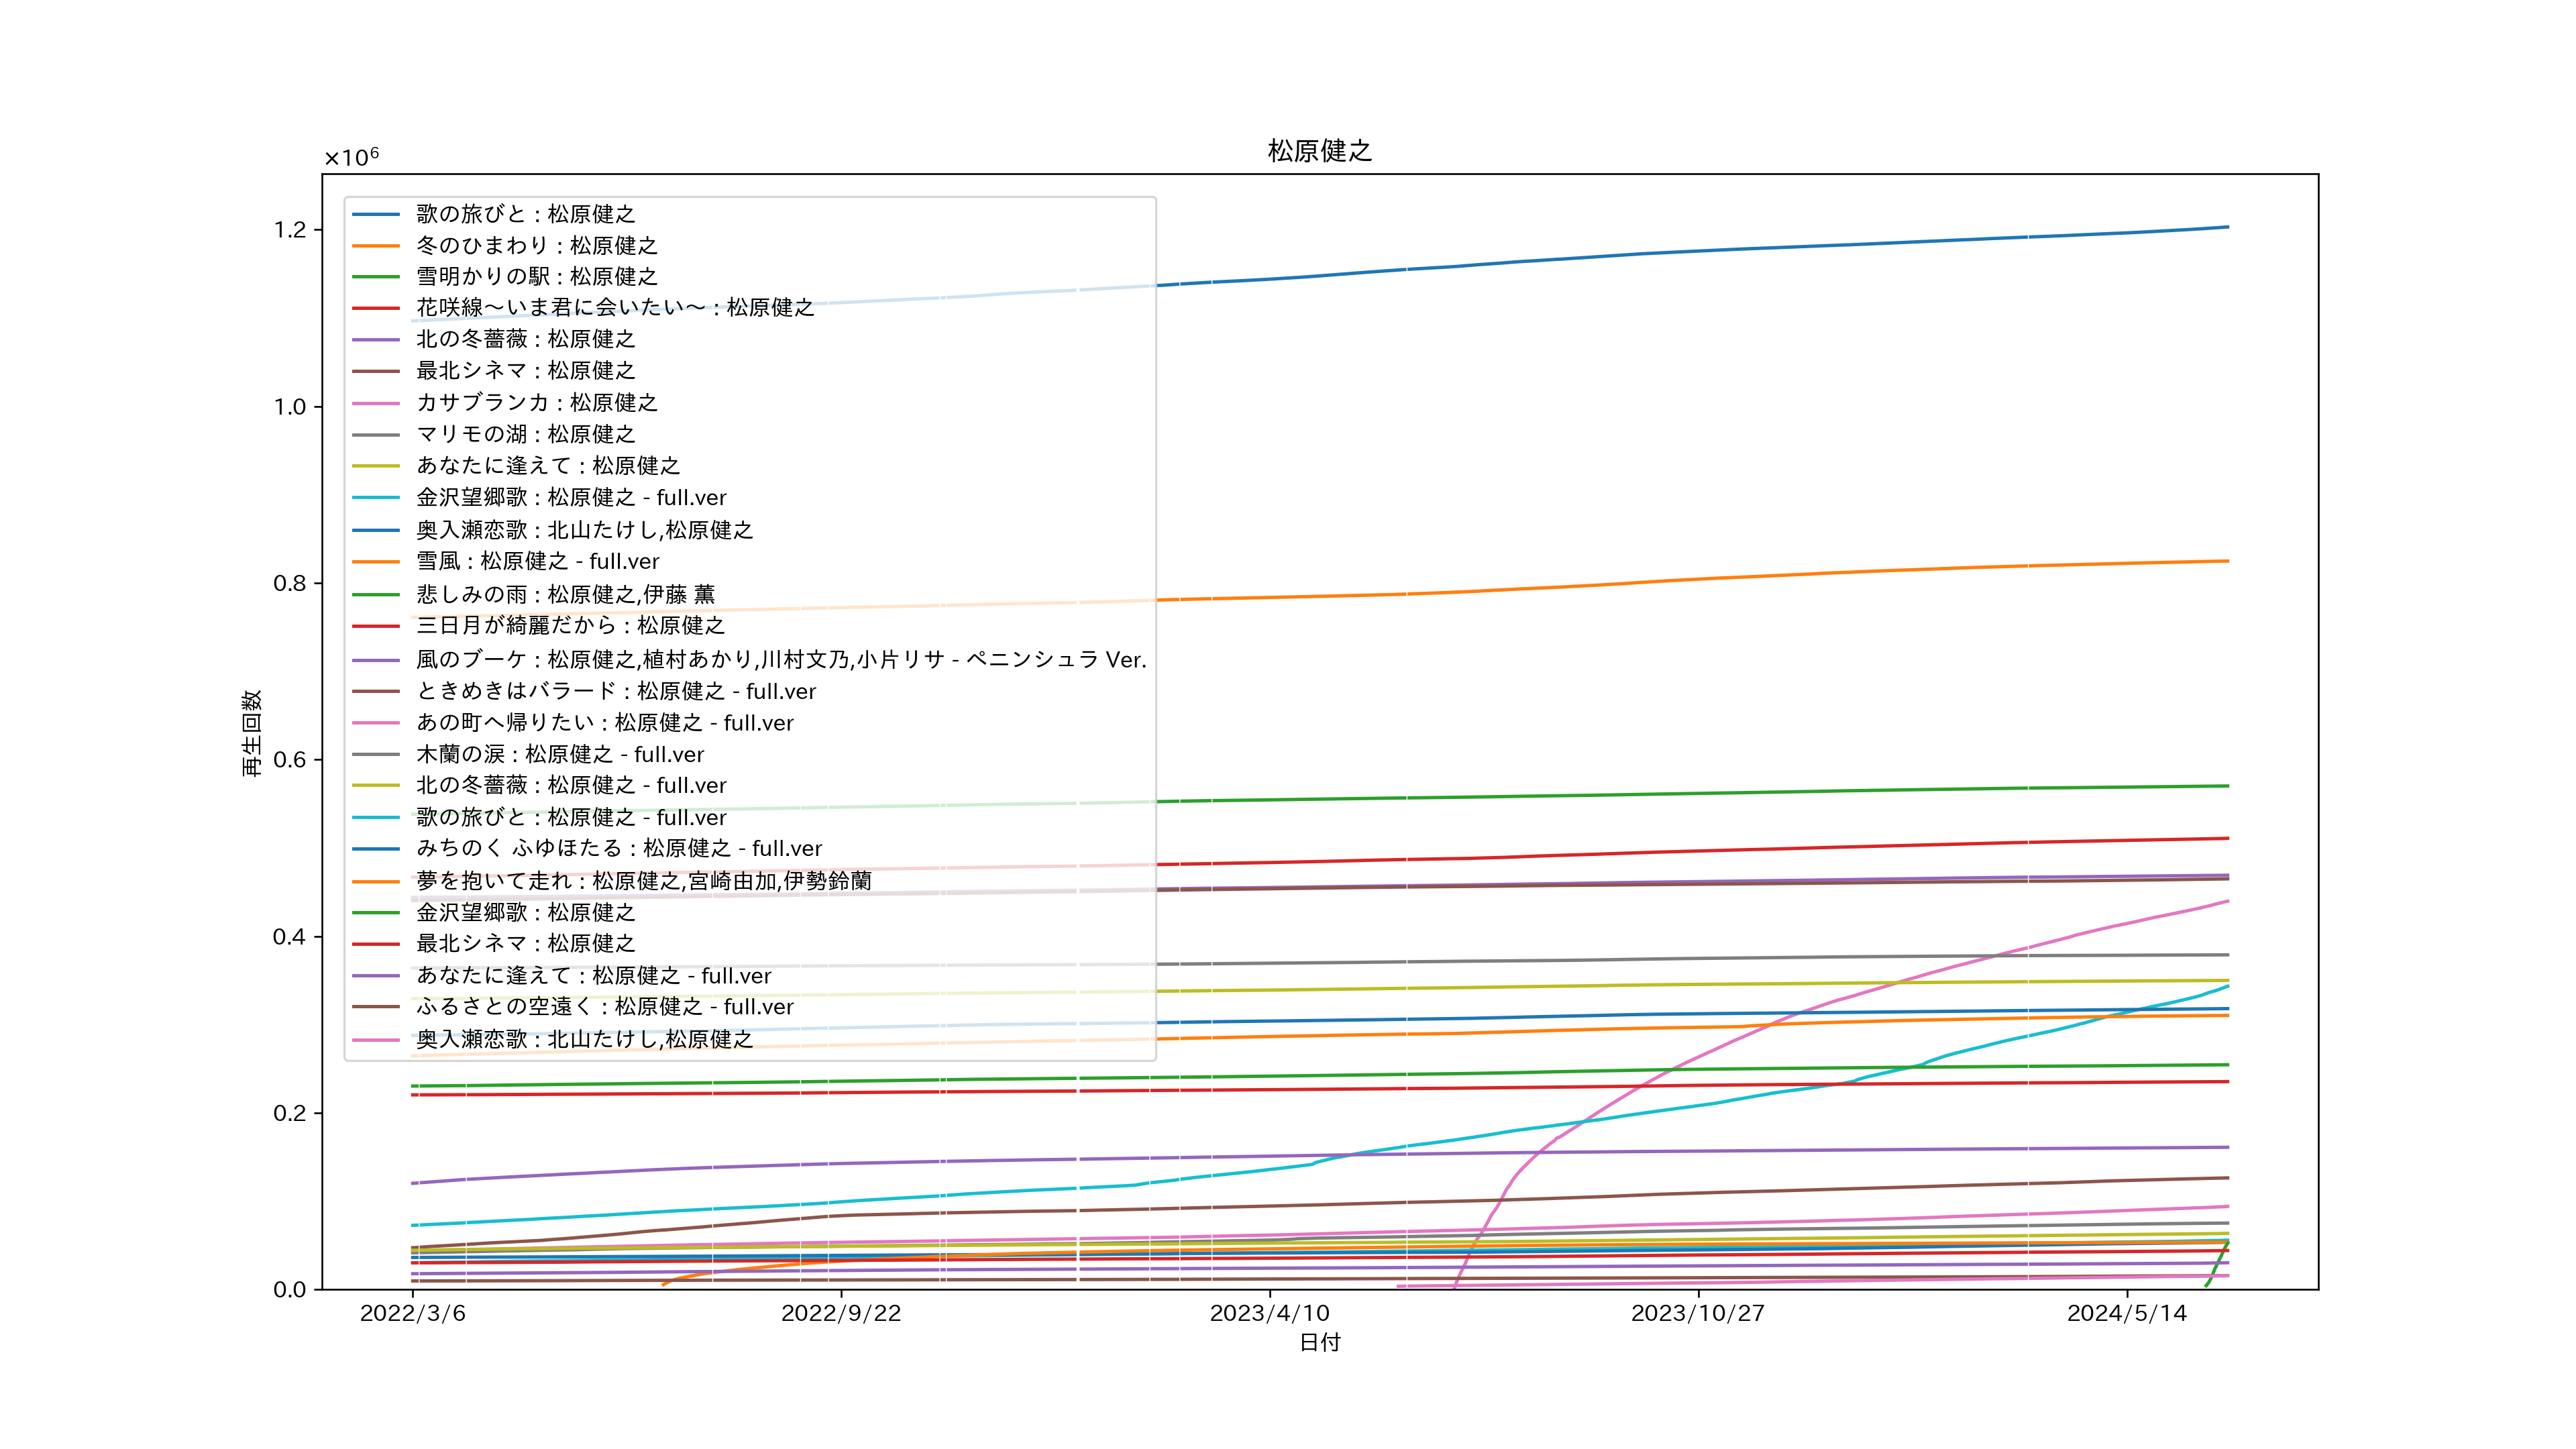 松原健之
×10⁶
1.2
1.0
0.8
0.6
0.4
0.2
0.0
再生回数
歌の旅びと : 松原健之
冬のひまわり : 松原健之
雪明かりの駅 : 松原健之
花咲線～いま君に会いたい～ : 松原健之
北の冬薔薇 : 松原健之
最北シネマ : 松原健之
カサブランカ : 松原健之
マリモの湖 : 松原健之
あなたに逢えて : 松原健之
金沢望郷歌 : 松原健之 - full.ver
奥入瀬恋歌 : 北山たけし,松原健之
雪風 : 松原健之 - full.ver
悲しみの雨 : 松原健之,伊藤 薫
三日月が綺麗だから : 松原健之
風のブーケ : 松原健之,植村あかり,川村文乃,小片リサ - ペニンシュラ Ver.
ときめきはバラード : 松原健之 - full.ver
あの町へ帰りたい : 松原健之 - full.ver
木蘭の涙 : 松原健之 - full.ver
北の冬薔薇 : 松原健之 - full.ver
歌の旅びと : 松原健之 - full.ver
みちのく ふゆほたる : 松原健之 - full.ver
夢を抱いて走れ : 松原健之,宮崎由加,伊勢鈴蘭
金沢望郷歌 : 松原健之
最北シネマ : 松原健之
あなたに逢えて : 松原健之 - full.ver
ふるさとの空遠く : 松原健之 - full.ver
奥入瀬恋歌 : 北山たけし,松原健之
2022/3/6 2022/9/22 2023/4/10 2023/10/27 2024/5/14
日付